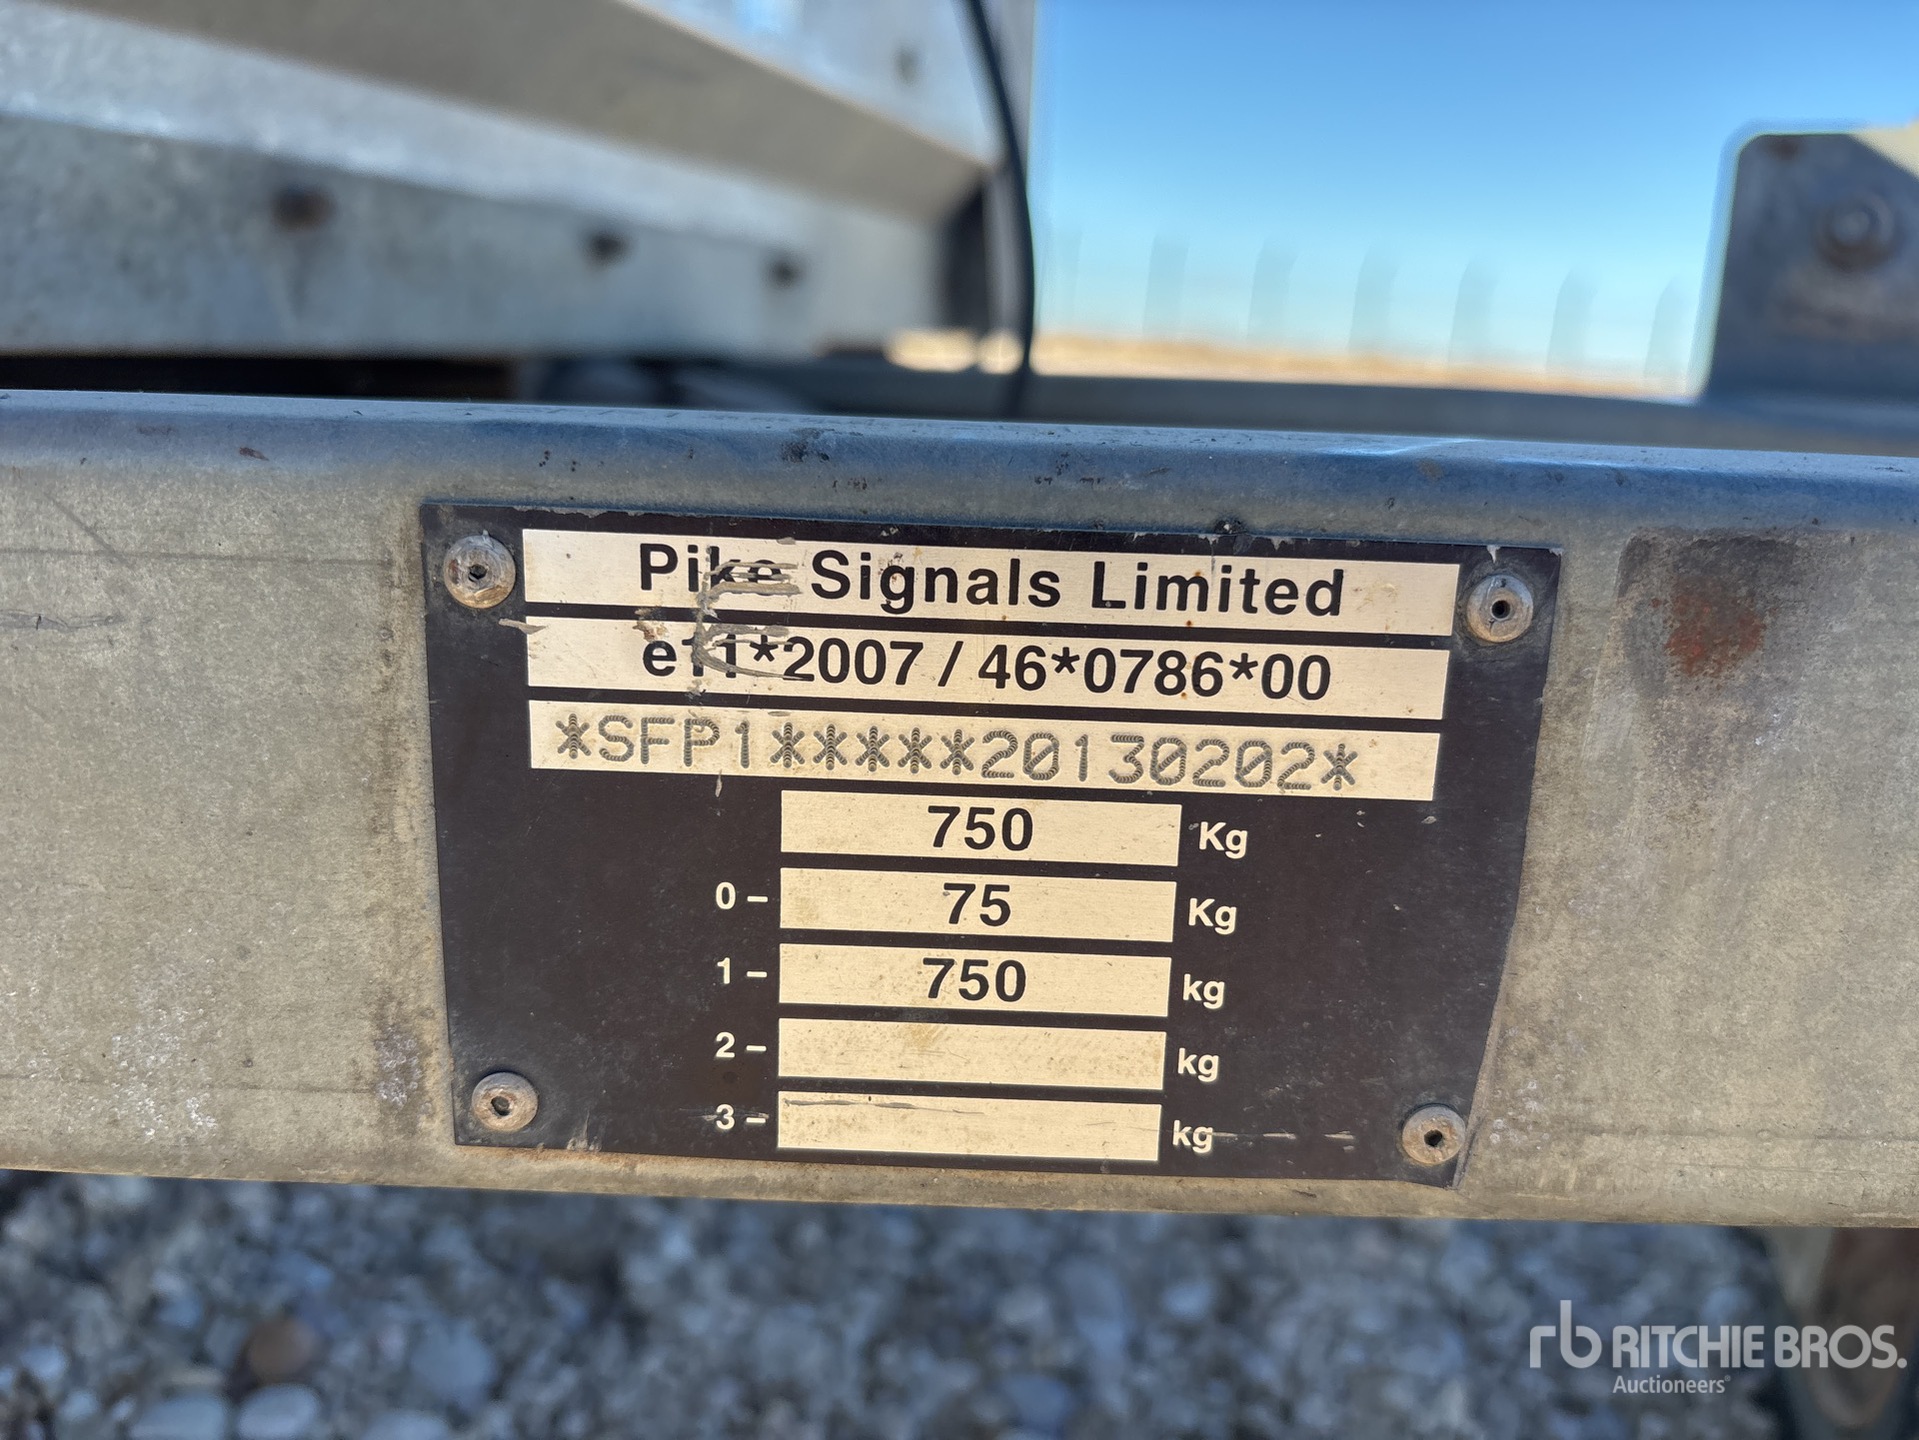 Pike Signals Limited
e11*2007 / 46*0786*00
*SFP1*****20130202*
750 Kg
0 - 75 Kg
1 - 750 kg
2 - kg
3 - kg
rb RITCHIE BROS.
Auctioneers®